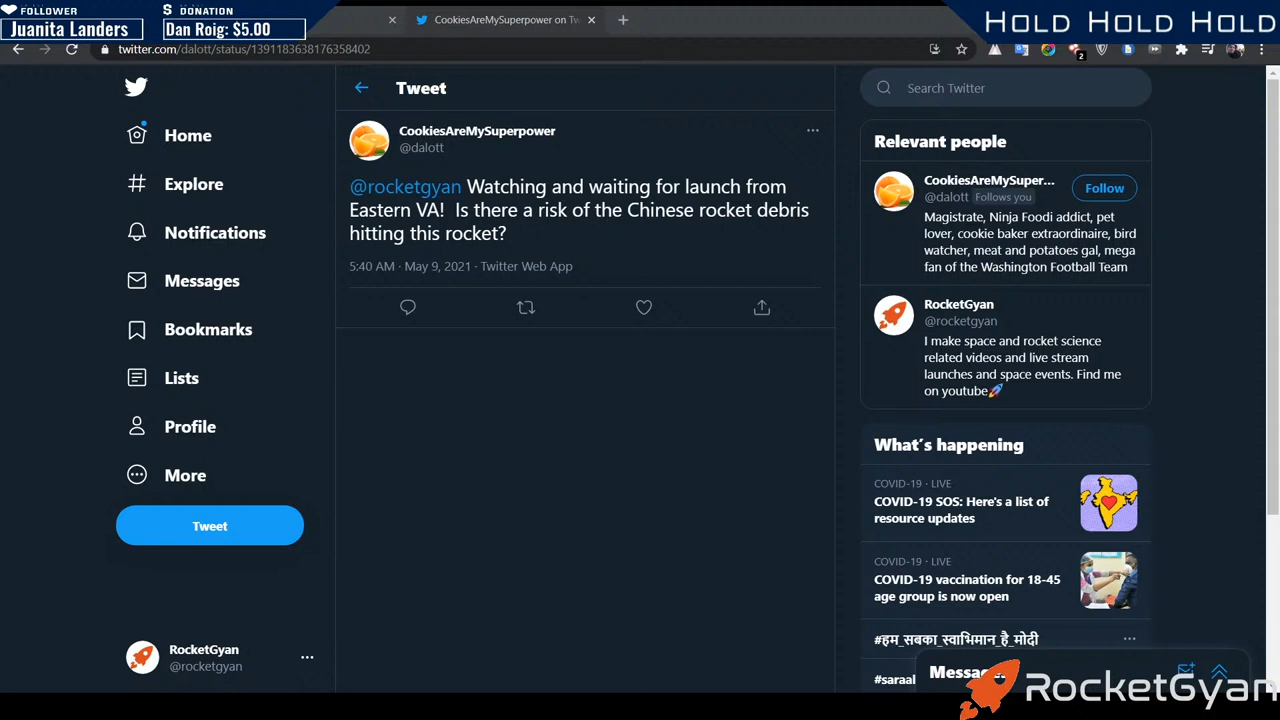 FOLLOWER
Juanita Landers
$ DONATION
Dan Roig: $5.00
CookiesAreMySuperpower on Tw
HOLD HOLD HOLD
twitter.com/dalott/status/1391183638176358402
2
Home
Explore
Notifications
Messages
Bookmarks
Lists
Profile
More
Tweet
RocketGyan
@rocketgyan
Tweet
CookiesAreMySuperpower
@dalott
@rocketgyan Watching and waiting for launch from
Eastern VA! Is there a risk of the Chinese rocket debris
hitting this rocket?
5:40 AM · May 9, 2021 · Twitter Web App
Search Twitter
Relevant people
CookiesAreMySuper...
@dalott Follows you
Follow
Magistrate, Ninja Foodi addict, pet
lover, cookie baker extraordinaire, bird
watcher, meat and potatoes gal, mega
fan of the Washington Football Team
RocketGyan
@rocketgyan
I make space and rocket science
related videos and live stream
launches and space events. Find me
on youtube🚀
What's happening
COVID-19 · LIVE
COVID-19 SOS: Here's a list of
resource updates
COVID-19 · LIVE
COVID-19 vaccination for 18-45
age group is now open
#हम_सबका_स्वाभिमान_है_मोदी
#saraal
RocketGyan